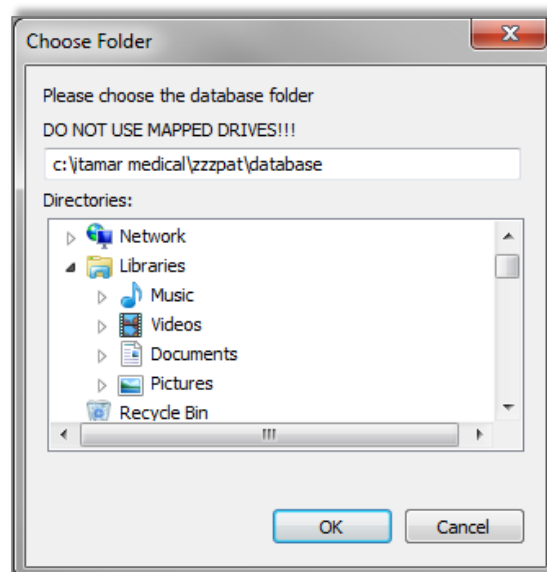 Choose Folder
Please choose the database folder
DO NOT USE MAPPED DRIVES!!!
c:\itamar medical\zzzpat\database
Directories:
Network
Libraries
Music
Videos
Documents
Pictures
Recycle Bin
OK Cancel